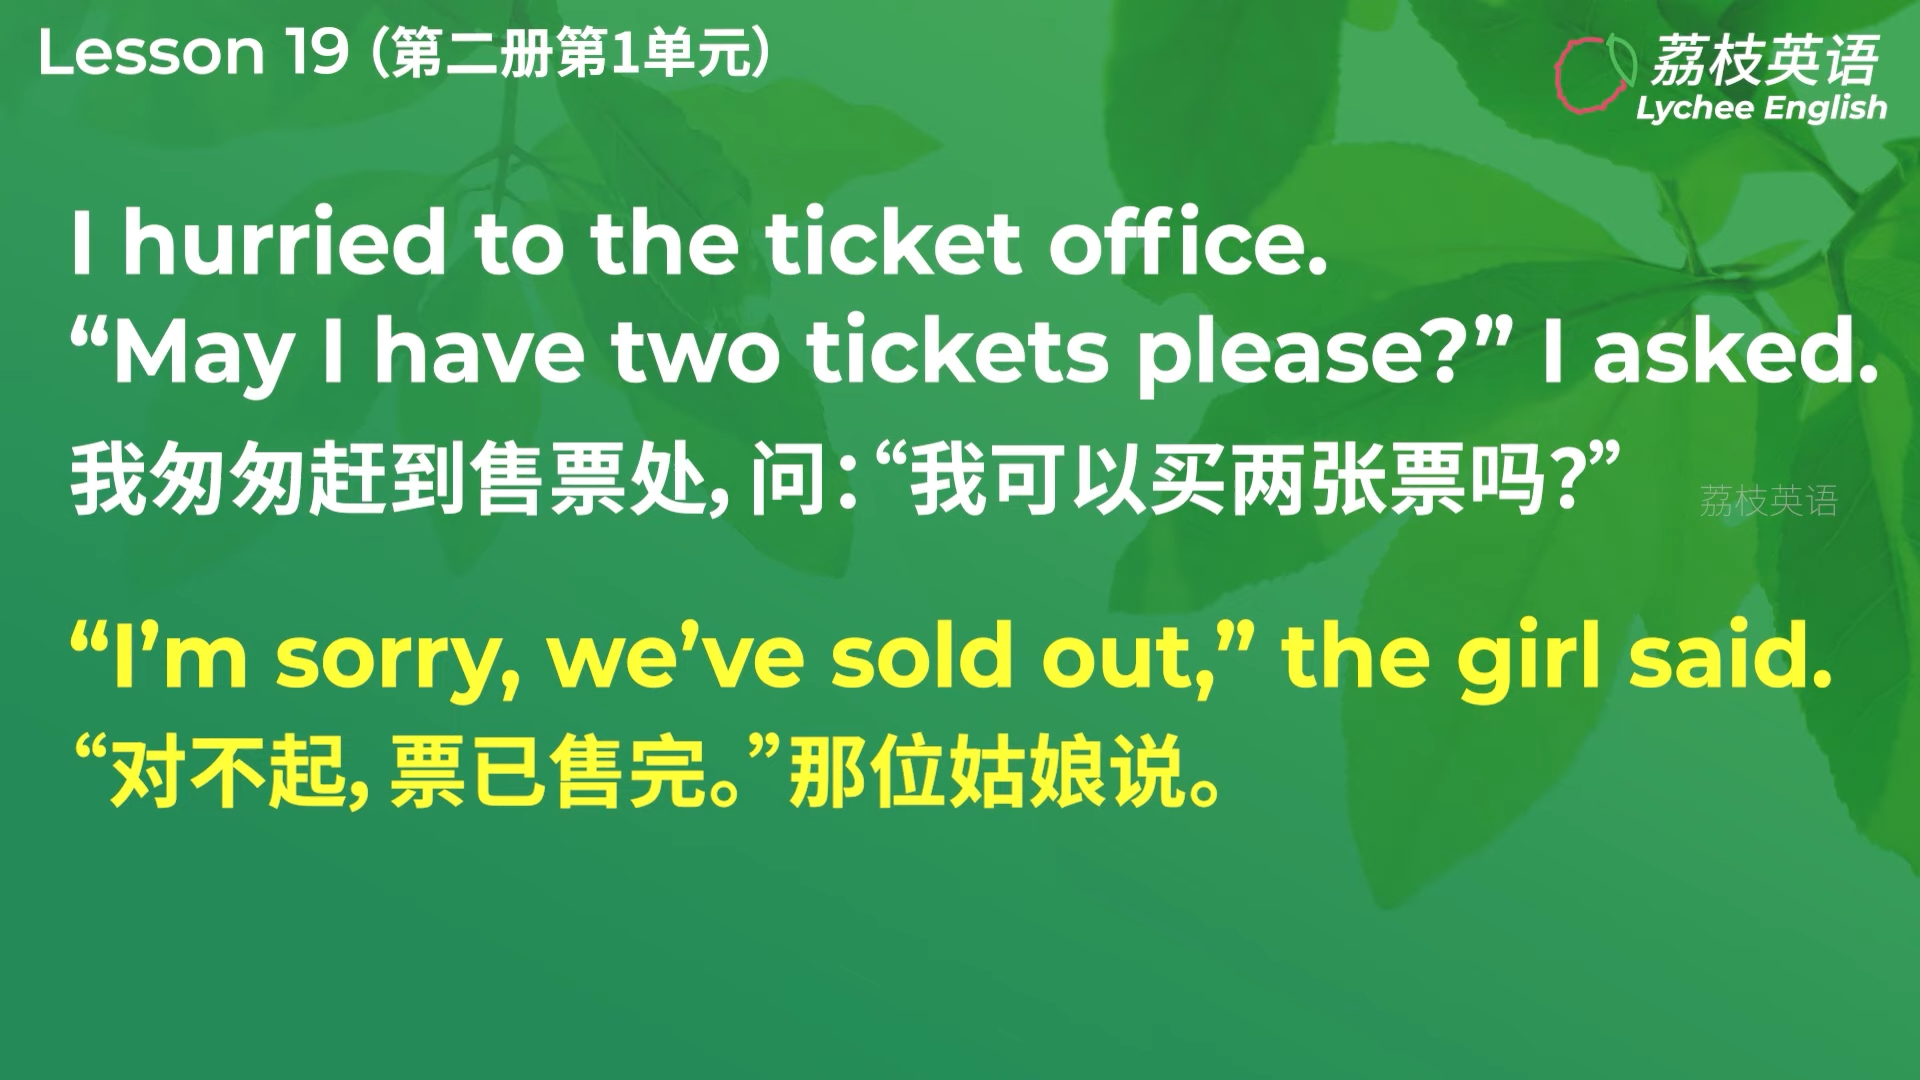 Lesson 19（第二册第1单元）
荔枝英语
Lychee English
I hurried to the ticket office.
“May I have two tickets please?” I asked.
我匆匆赶到售票处，问：“我可以买两张票吗？”
荔枝英语
“I’m sorry, we’ve sold out,” the girl said.
“对不起，票已售完。”那位姑娘说。